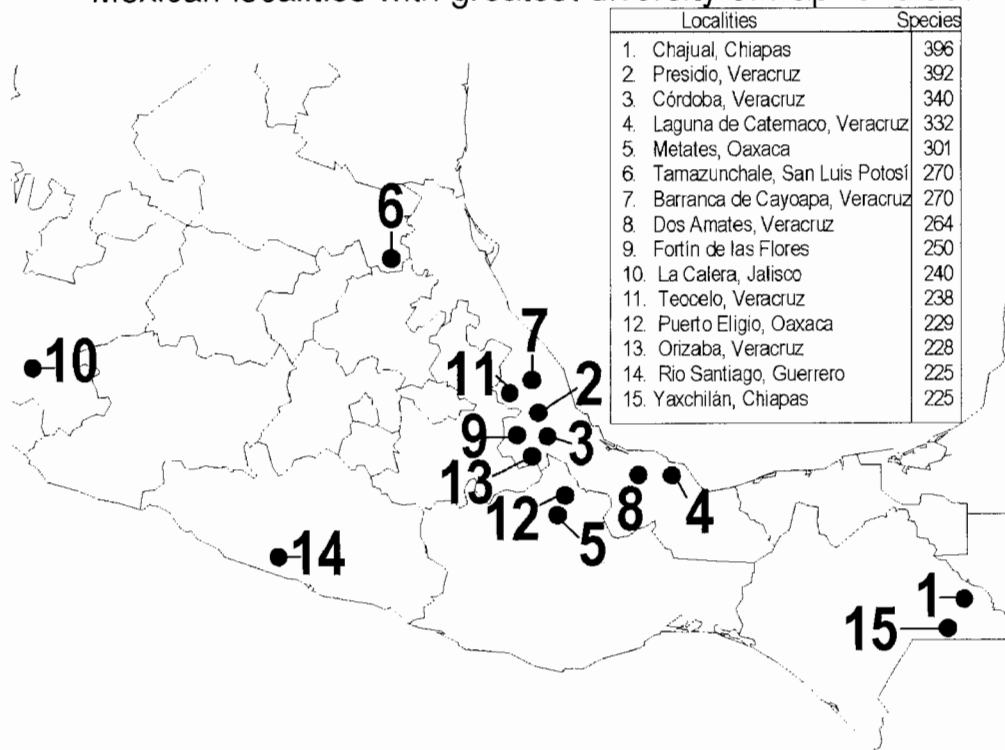 Mexican localities with greatest diversity of
Localities Species
1. Chajual, Chiapas 396
2. Presidio, Veracruz 392
3. Córdoba, Veracruz 340
4. Laguna de Catemaco, Veracruz 332
5. Metates, Oaxaca 301
6. Tamazunchale, San Luis Potosí 270
7. Barranca de Cayoapa, Veracruz 270
8. Dos Amates, Veracruz 264
9. Fortín de las Flores 250
10. La Calera, Jalisco 240
11. Teocelo, Veracruz 238
12. Puerto Eligio, Oaxaca 229
13. Orizaba, Veracruz 228
14. Rio Santiago, Guerrero 225
15. Yaxchilán, Chiapas 225
6
10
7
11
2
9
3
13
12
8
4
5
14
1
15